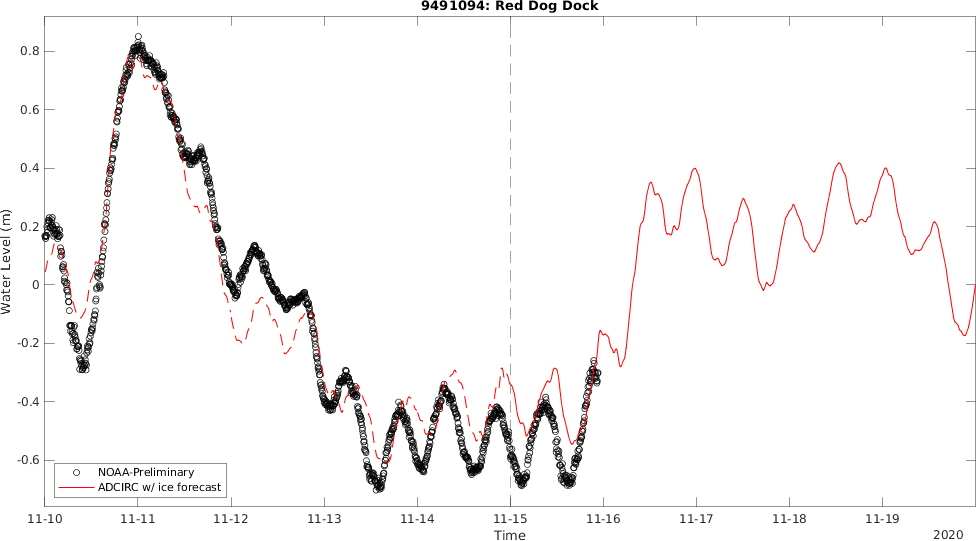 9491094: Red Dog Dock
Water Level (m)
0.8
0.6
0.4
0.2
0
-0.2
-0.4
-0.6
NOAA-Preliminary
ADCIRC w/ ice forecast
11-10 11-11 11-12 11-13 11-14 11-15 11-16 11-17 11-18 11-19
Time
2020